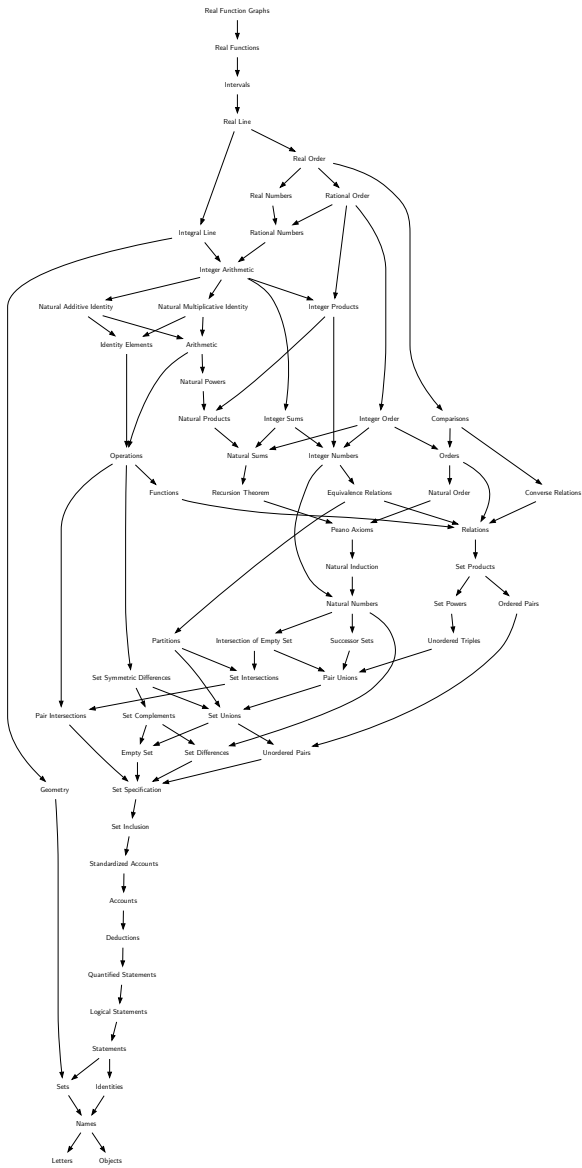 Real Function Graphs
Real Functions
Intervals
Real Line
Real Order
Real Numbers
Rational Order
Integral Line
Rational Numbers
Integer Arithmetic
Natural Additive Identity
Natural Multiplicative Identity
Integer Products
Identity Elements
Arithmetic
Natural Powers
Natural Products
Integer Sums
Integer Order
Comparisons
Operations
Natural Sums
Integer Numbers
Orders
Functions
Recursion Theorem
Equivalence Relations
Natural Order
Converse Relations
Peano Axioms
Relations
Natural Induction
Set Products
Natural Numbers
Set Powers
Ordered Pairs
Partitions
Intersection of Empty Set
Successor Sets
Unordered Triples
Set Symmetric Differences
Set Intersections
Pair Unions
Pair Intersections
Set Complements
Set Unions
Empty Set
Set Differences
Unordered Pairs
Geometry
Set Specification
Set Inclusion
Standardized Accounts
Accounts
Deductions
Quantified Statements
Logical Statements
Statements
Sets
Identities
Names
Letters
Objects